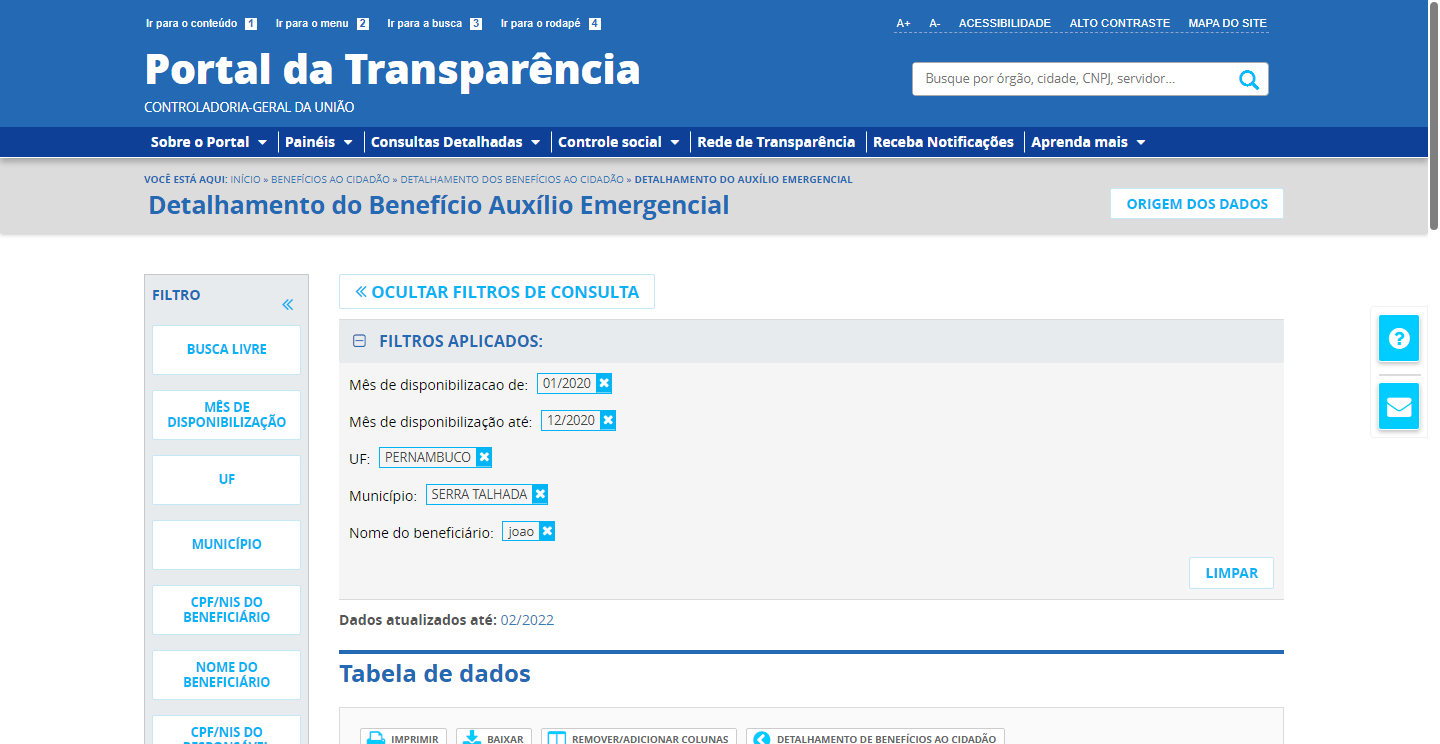 Ir para o conteúdo 1 Ir para o menu 2 Ir para a busca 3 Ir para o rodapé 4
A+ A- ACESSIBILIDADE ALTO CONTRASTE MAPA DO SITE
Portal da Transparência
Busque por órgão, cidade, CNPJ, servidor...
CONTROLADORIA-GERAL DA UNIÃO
Sobre o Portal Painéis Consultas Detalhadas Controle social Rede de Transparência Receba Notificações Aprenda mais
VOCÊ ESTÁ AQUI: INÍCIO » BENEFÍCIOS AO CIDADÃO » DETALHAMENTO DOS BENEFÍCIOS AO CIDADÃO » DETALHAMENTO DO AUXÍLIO EMERGENCIAL
Detalhamento do Benefício Auxílio Emergencial
ORIGEM DOS DADOS
FILTRO
BUSCA LIVRE
MÊS DE
DISPONIBILIZAÇÃO
UF
MUNICÍPIO
CPF/NIS DO
BENEFICIÁRIO
NOME DO
BENEFICIÁRIO
CPF/NIS DO
RESPONSÁVEL
OCULTAR FILTROS DE CONSULTA
FILTROS APLICADOS:
Mês de disponibilizacao de: 01/2020
Mês de disponibilização até: 12/2020
UF: PERNAMBUCO
Município: SERRA TALHADA
Nome do beneficiário: joao
LIMPAR
Dados atualizados até: 02/2022
Tabela de dados
IMPRIMIR BAIXAR REMOVER/ADICIONAR COLUNAS DETALHAMENTO DE BENEFÍCIOS AO CIDADÃO